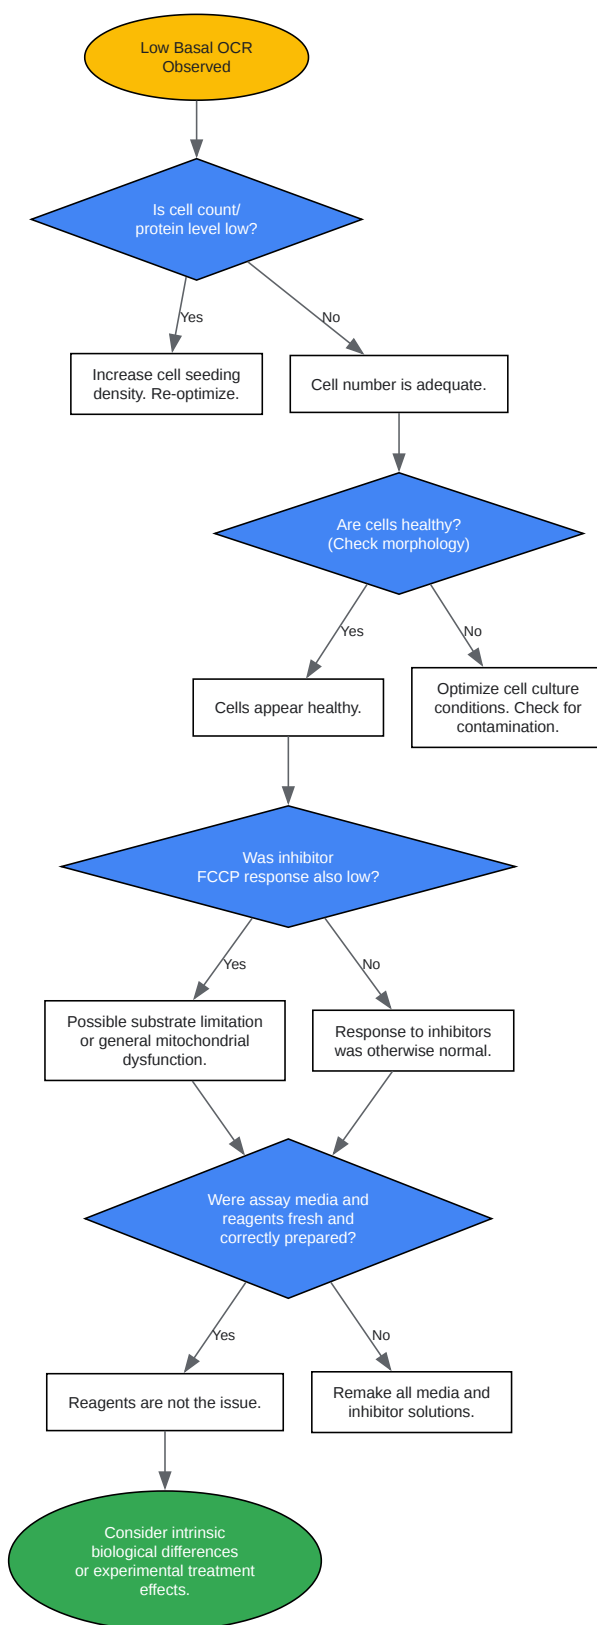 Low Basal OCR
Observed
Is cell count/
protein level low?
Yes
No
Increase cell seeding
density. Re-optimize.
Cell number is adequate.
Are cells healthy?
(Check morphology)
Yes
No
Cells appear healthy.
Optimize cell culture
conditions. Check for
contamination.
Was inhibitor
FCCP response also low?
Yes
No
Possible substrate limitation
or general mitochondrial
dysfunction.
Response to inhibitors
was otherwise normal.
Were assay media and
reagents fresh and
correctly prepared?
Yes
No
Reagents are not the issue.
Remake all media and
inhibitor solutions.
Consider intrinsic
biological differences
or experimental treatment
effects.